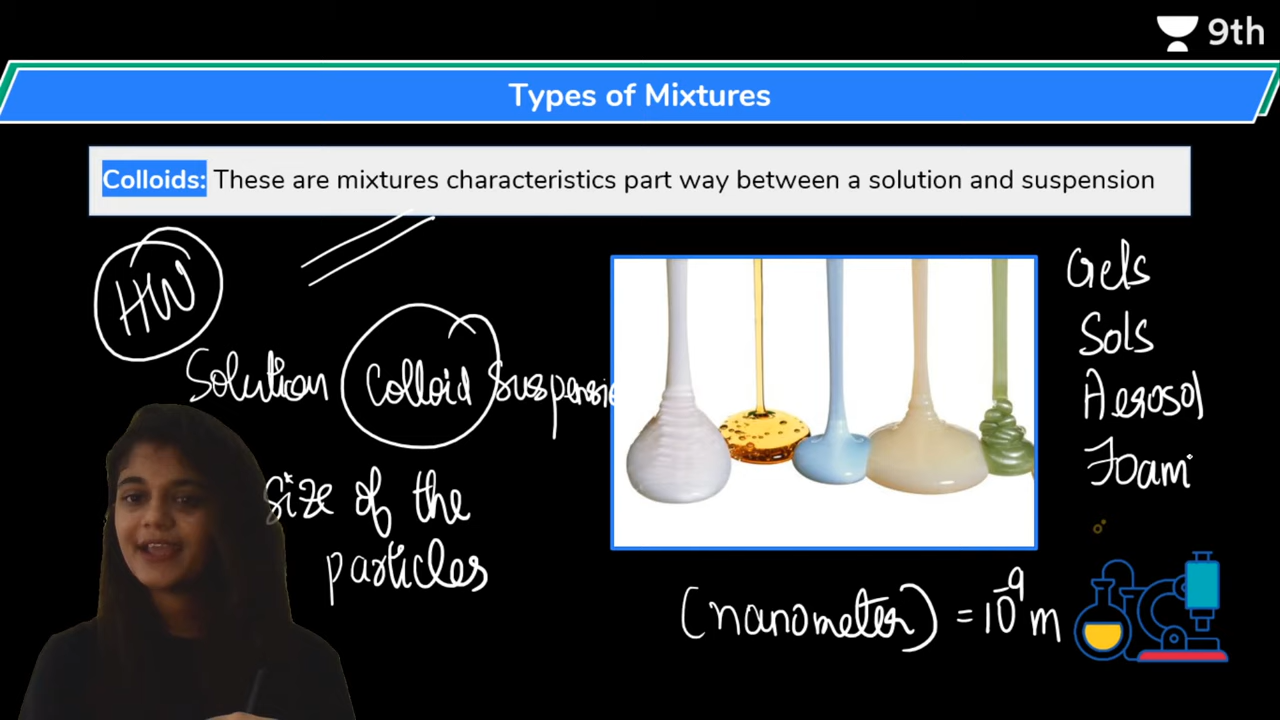 9th
Types of Mixtures
Colloids: These are mixtures characteristics part way between a solution and suspension
HW
Solution Colloid Suspensio
size of the
particles
Gels
Sols
Aerosol
Foam
(nanometer) = 10⁻⁹ m